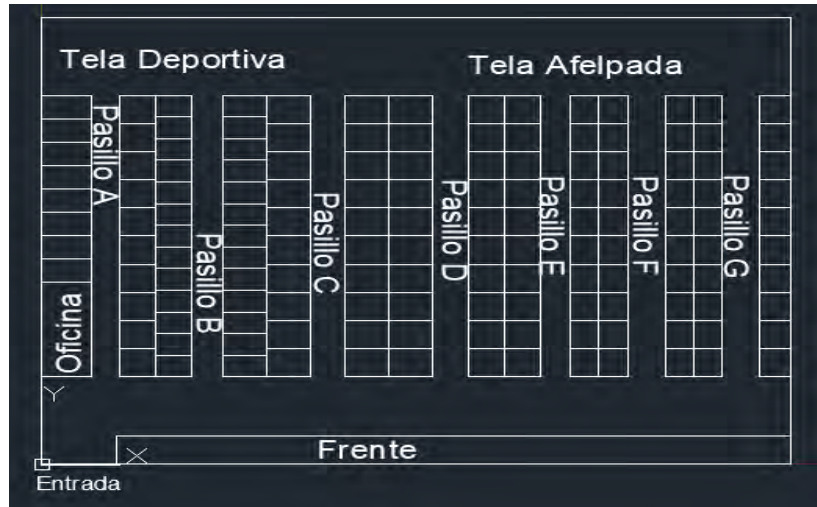 Tela Deportiva
Tela Afelpada
Pasillo A
Pasillo B
Pasillo C
Pasillo D
Pasillo E
Pasillo F
Pasillo G
Oficina
Y
X
Frente
Entrada